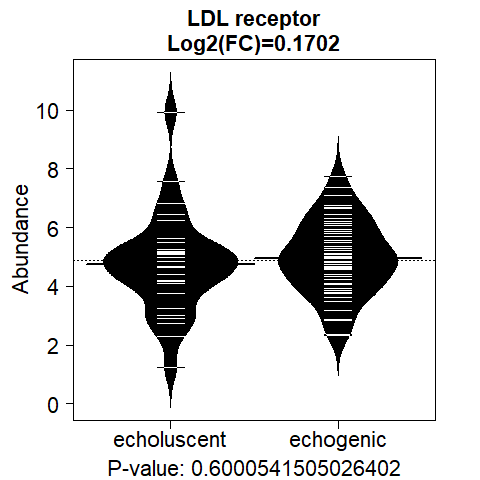 LDL receptor
Log2(FC)=0.1702
Abundance
10
8
6
4
2
0
echoluscent echogenic
P-value: 0.6000541505026402